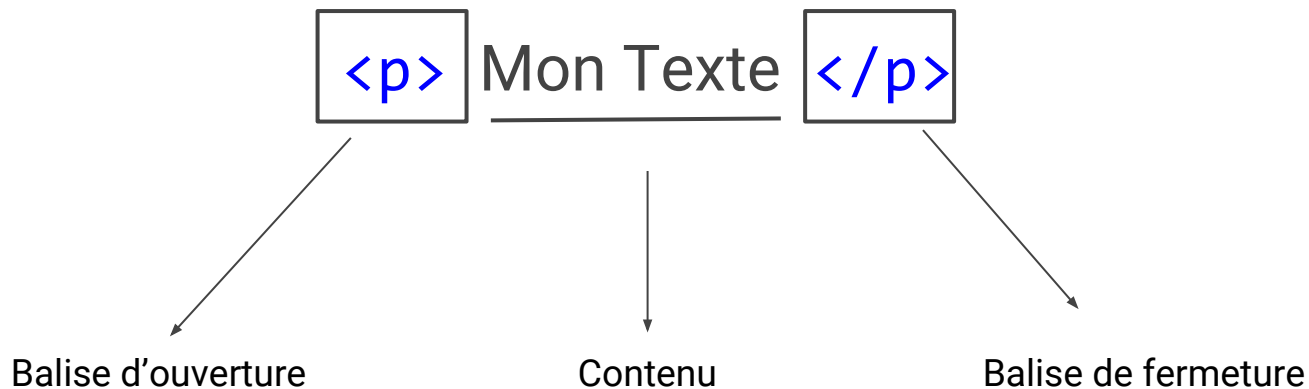 <p> Mon Texte </p>
Balise d’ouverture Contenu Balise de fermeture